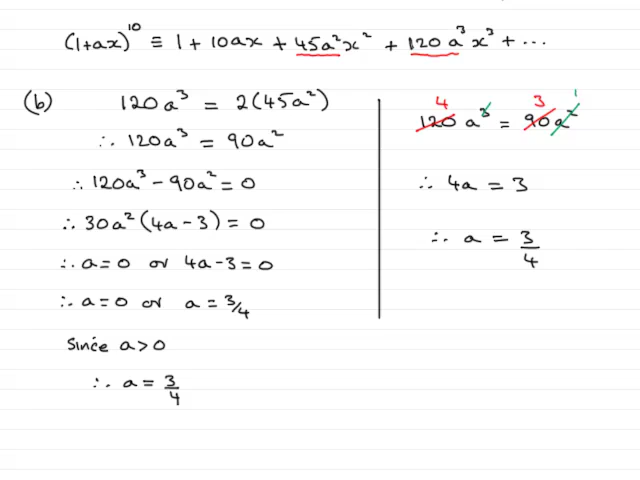 (1+ax)¹⁰ ≡ 1 + 10ax + 45a²x² + 120a³x³ + ...
(b) 120a³ = 2(45a²)
∴ 120a³ = 90a²
∴ 120a³ − 90a² = 0
∴ 30a²(4a − 3) = 0
∴ a = 0 or 4a − 3 = 0
∴ a = 0 or a = 3/4
Since a > 0
∴ a = 3/4
4 3 1
120 a³ = 90 a²
∴ 4a = 3
∴ a = 3/4